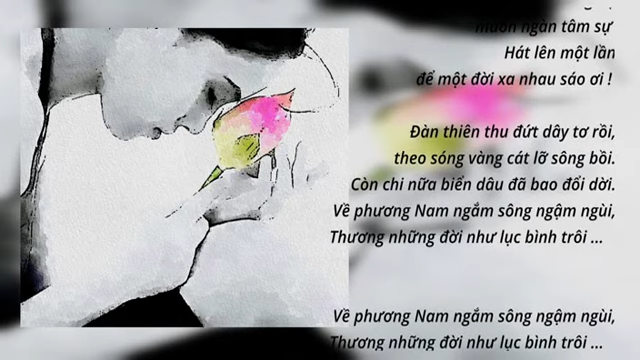 muôn ngàn tâm sự
Hát lên một lần
để một đời xa nhau sáo ơi !
Đàn thiên thu đứt dây tơ rồi,
theo sóng vàng cát lỡ sông bồi.
Còn chi nữa biển dâu đã bao đổi dời.
Về phương Nam ngắm sông ngậm ngùi,
Thương những đời như lục bình trôi ...
Về phương Nam ngắm sông ngậm ngùi,
Thương những đời như lục bình trôi ...